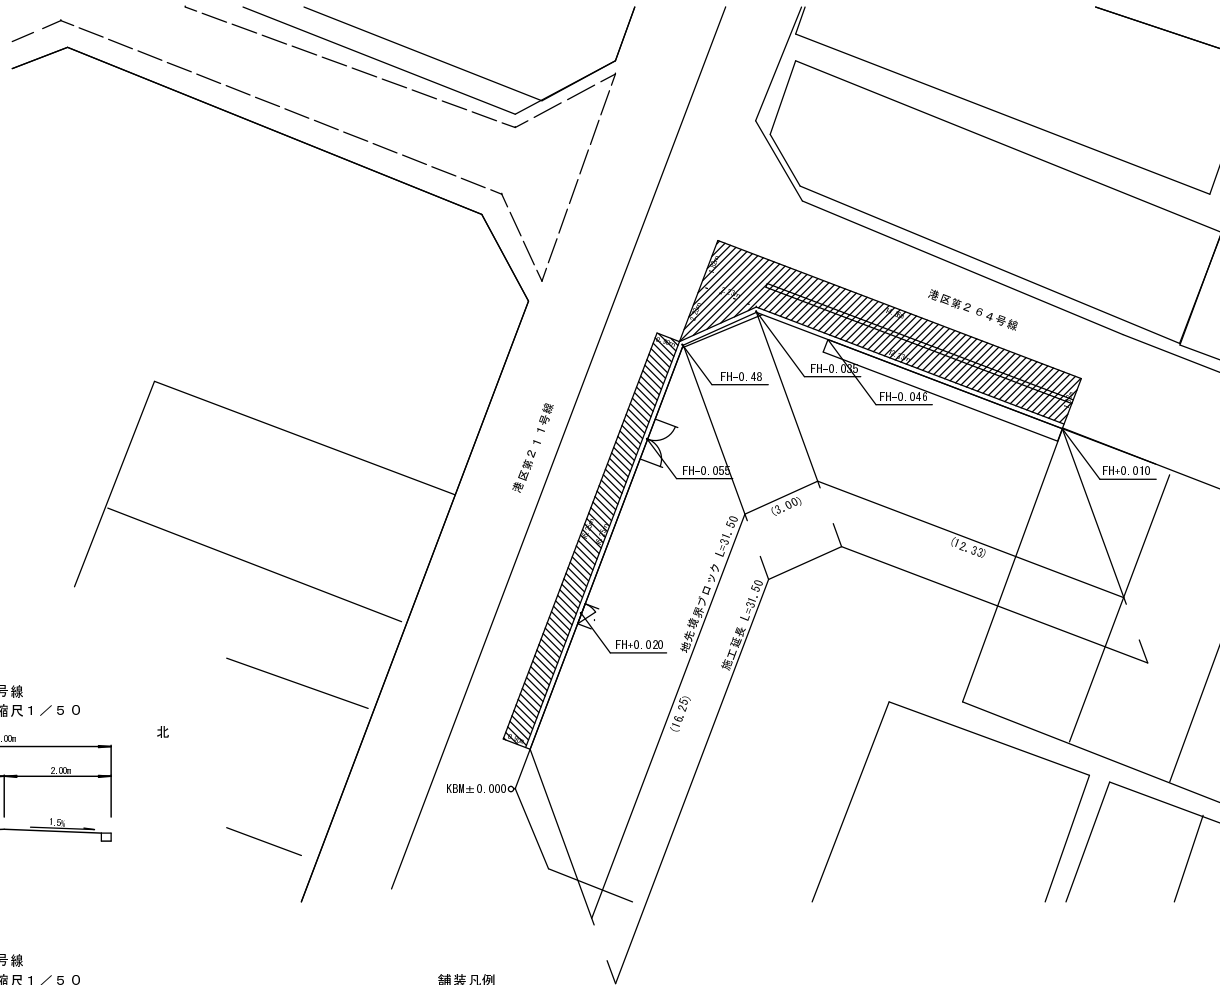 港区第２６４号線
FH-0.48
FH-0.035
FH-0.046
港区第２１１号線
FH-0.055
FH+0.010
(3.00)
(12.33)
地先境界ブロック L=31.50
施工延長 L=31.50
FH+0.020
(16.25)
号線
縮尺１／５０
北
.00m
2.00m
KBM±0.000
1.5%
号線
縮尺１／５０
舗装凡例